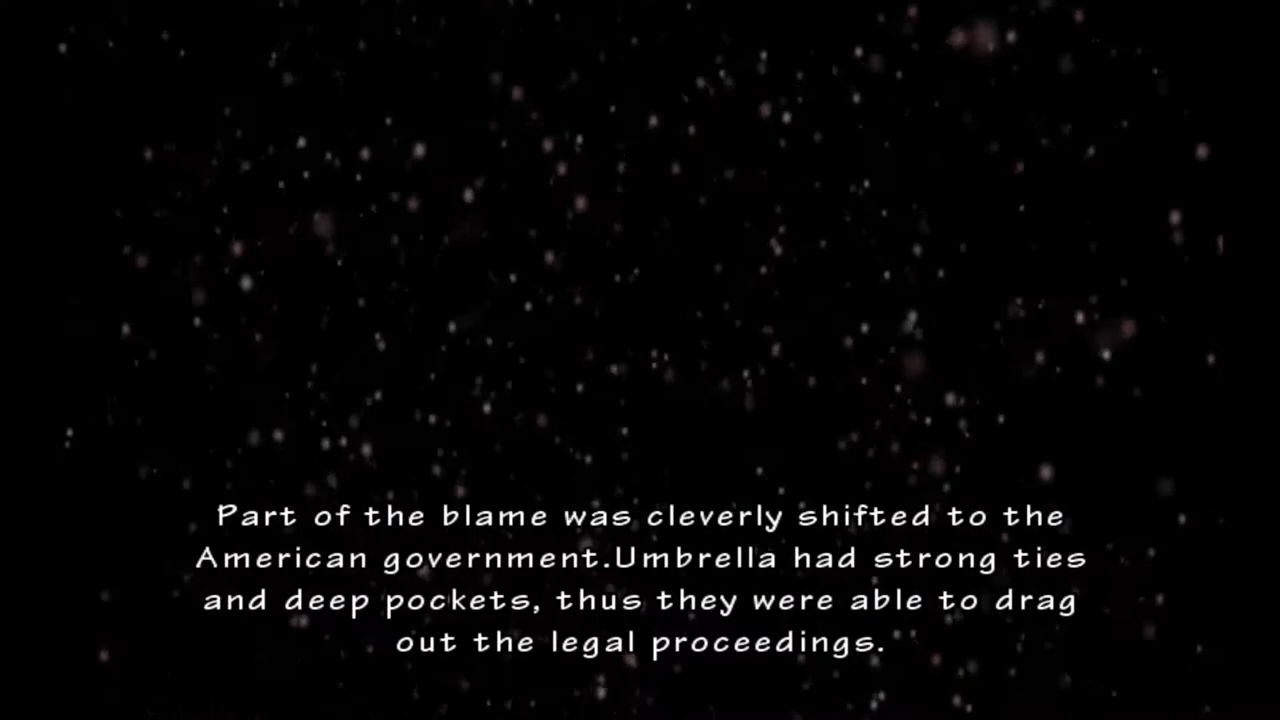 Part of the blame was cleverly shifted to the
American government.Umbrella had strong ties
and deep pockets, thus they were able to drag
out the legal proceedings.